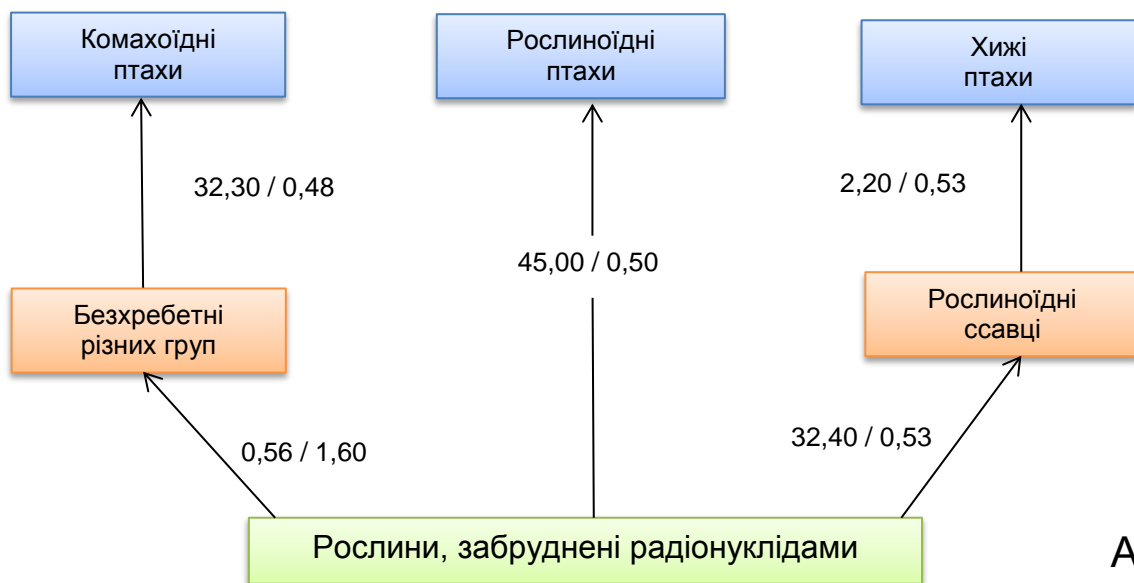 Комахоїдні
птахи
Рослиноїдні
птахи
Хижі
птахи
32,30 / 0,48
45,00 / 0,50
2,20 / 0,53
Безхребетні
різних груп
Рослиноїдні
ссавці
0,56 / 1,60
32,40 / 0,53
Рослини, забруднені радіонуклідами
А